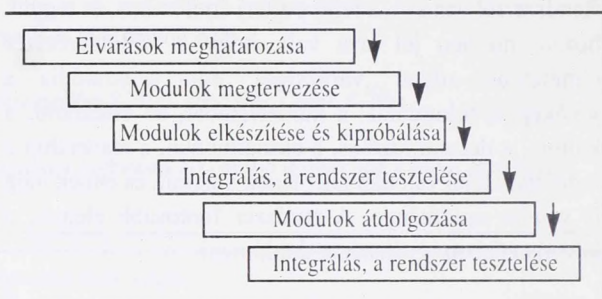 Elvárások meghatározása
Modulok megtervezése
Modulok elkészítése és kipróbálása
Integrálás, a rendszer tesztelése
Modulok átdolgozása
Integrálás, a rendszer tesztelése